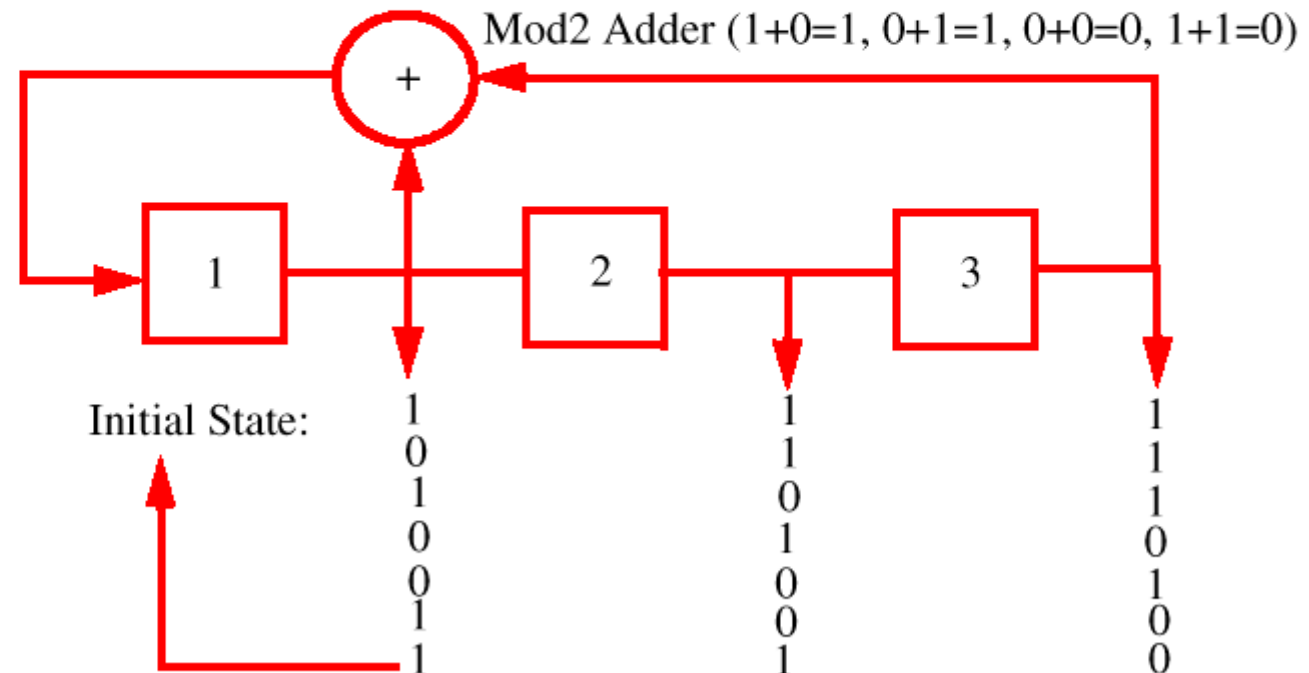 Mod2 Adder (1+0=1, 0+1=1, 0+0=0, 1+1=0)
+
1 2 3
Initial State:
1 1 1
0 1 1
1 0 1
0 1 0
0 0 1
1 0 0
1 1 0